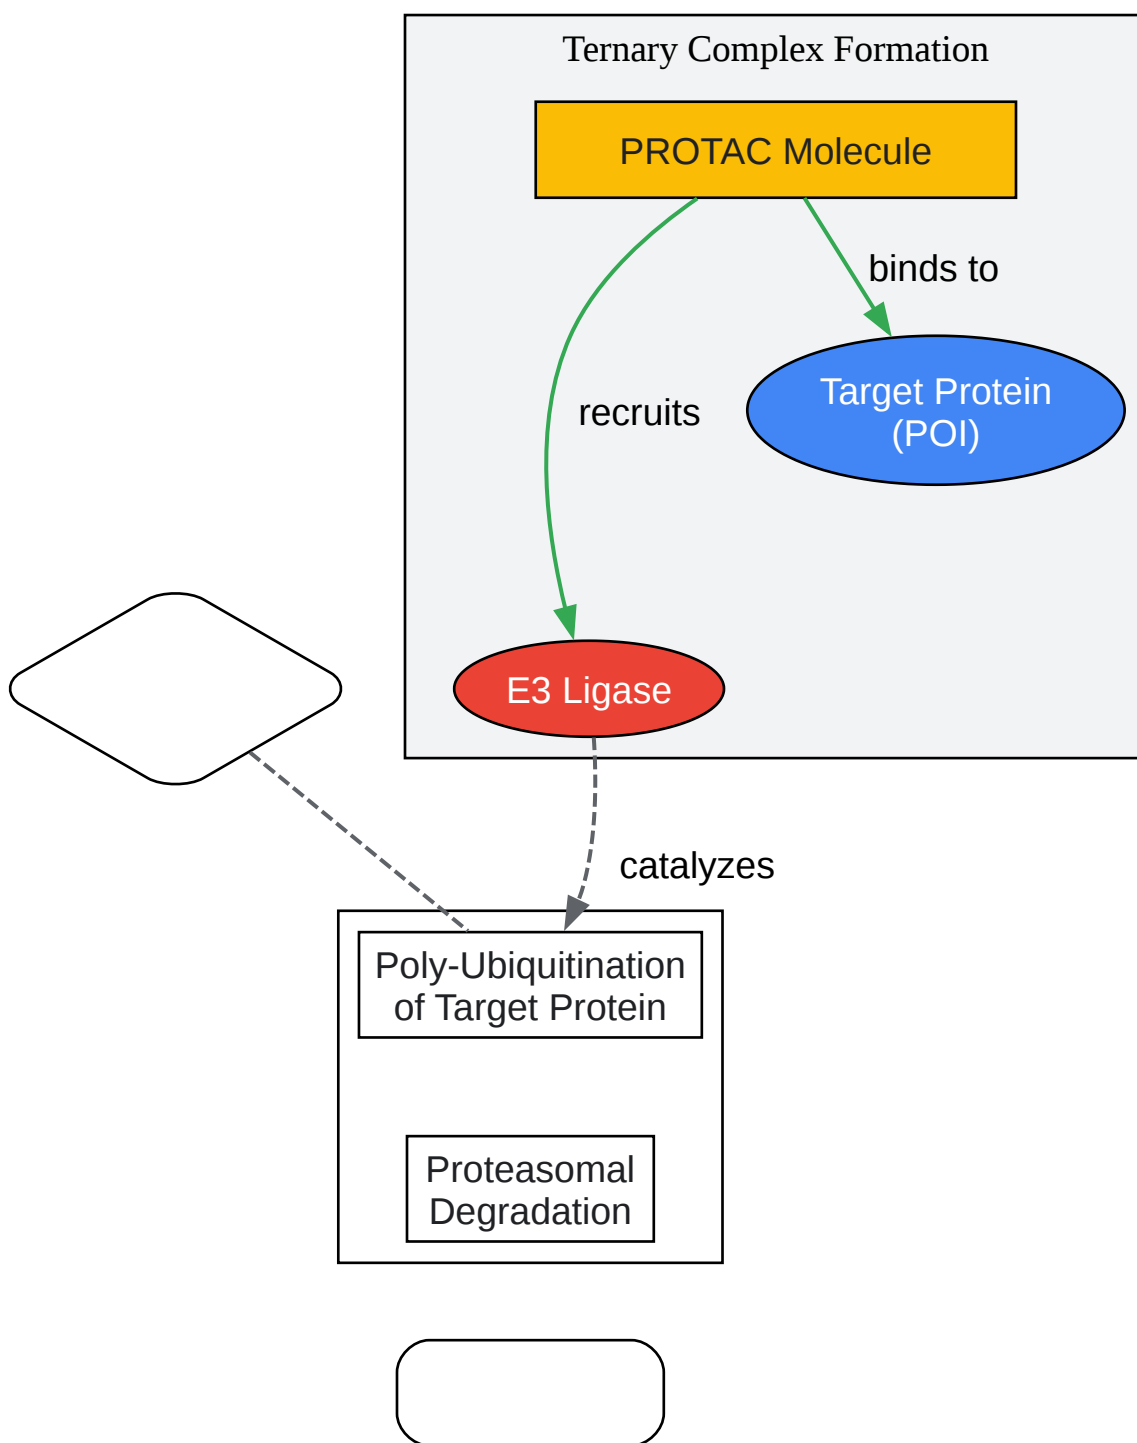 Ternary Complex Formation
PROTAC Molecule
binds to
Target Protein
(POI)
recruits
E3 Ligase
catalyzes
Poly-Ubiquitination
of Target Protein
Proteasomal
Degradation